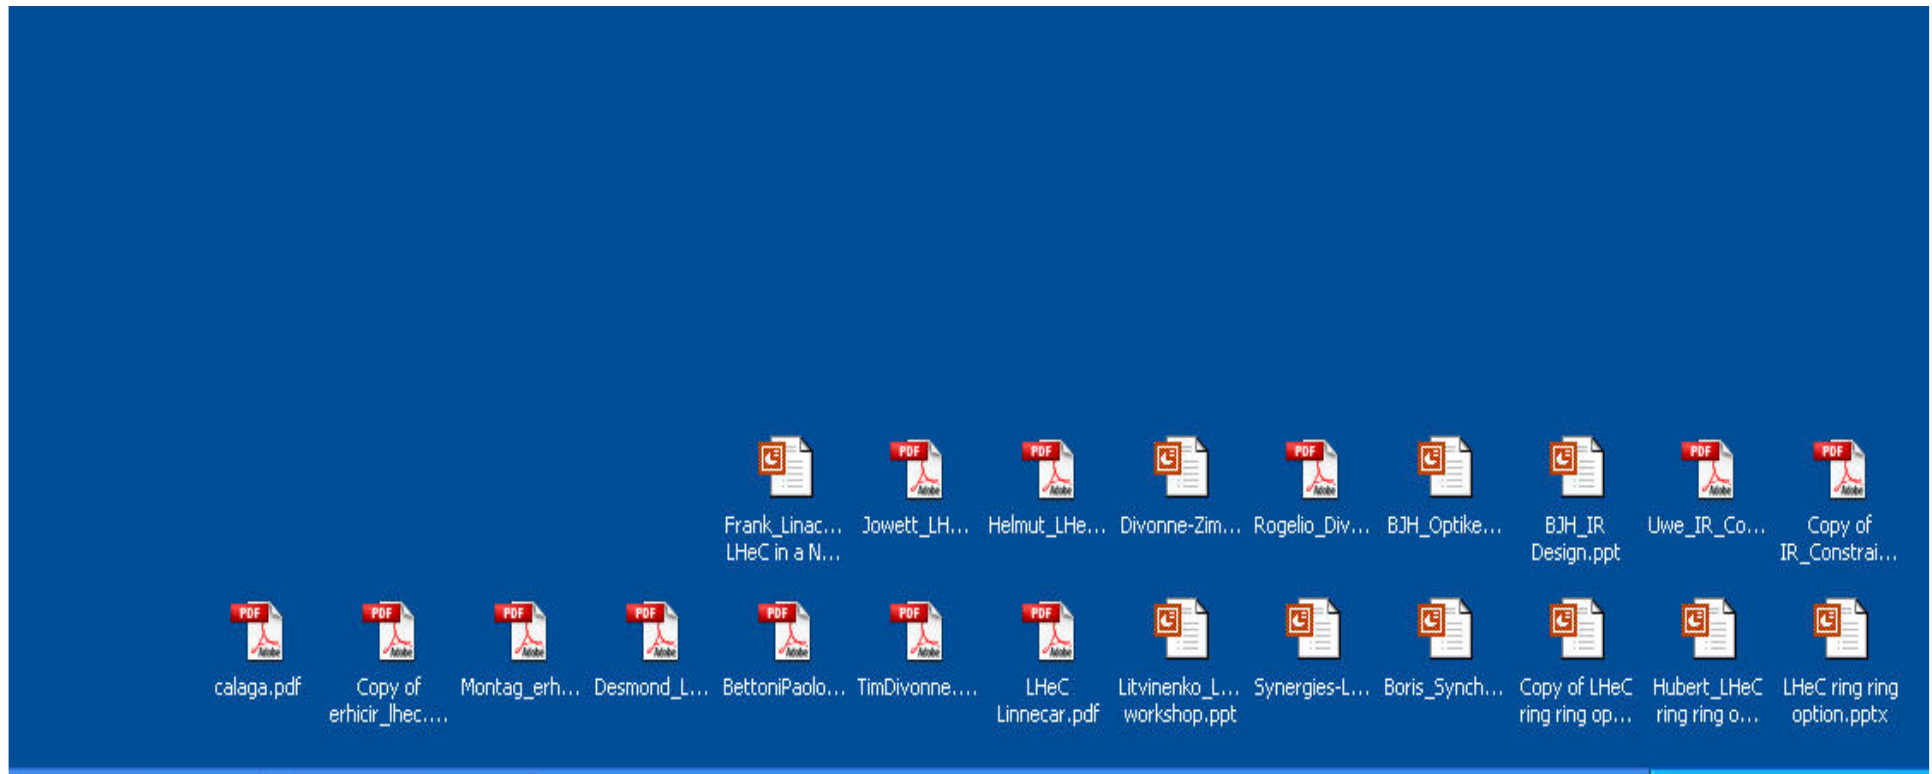 Frank_Linac...
LHeC in a N...
Jowett_LH...
Helmut_LHe...
Divonne-Zim...
Rogelio_Div...
BJH_Optike...
BJH_IR
Design.ppt
Uwe_IR_Co...
Copy of
IR_Constrai...
calaga.pdf
Copy of
erhicir_lhec....
Montag_erh...
Desmond_L...
BettoniPaolo...
TimDivonne....
LHeC
Linnecar.pdf
Litvinenko_L...
workshop.ppt
Synergies-L...
Boris_Synch...
Copy of LHeC
ring ring op...
Hubert_LHeC
ring ring o...
LHeC ring ring
option.pptx